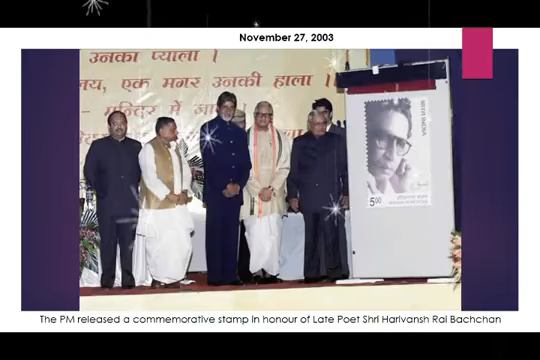 November 27, 2003
उनका प्याला ।
एक मगर उनकी हाला ।
मन्दिर में
INDIA
5.00
The PM released a commemorative stamp in honour of Late Poet Shri Harivansh Rai Bachchan